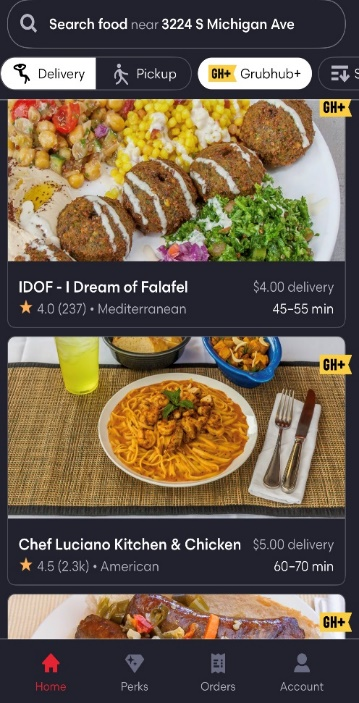 Search food near 3224 S Michigan Ave
Delivery Pickup GH+ Grubhub+
GH+
IDOF - I Dream of Falafel $4.00 delivery
4.0 (237) • Mediterranean 45–55 min
GH+
Chef Luciano Kitchen & Chicken $5.00 delivery
4.5 (2.3k) • American 60–70 min
GH+
Home Perks Orders Account